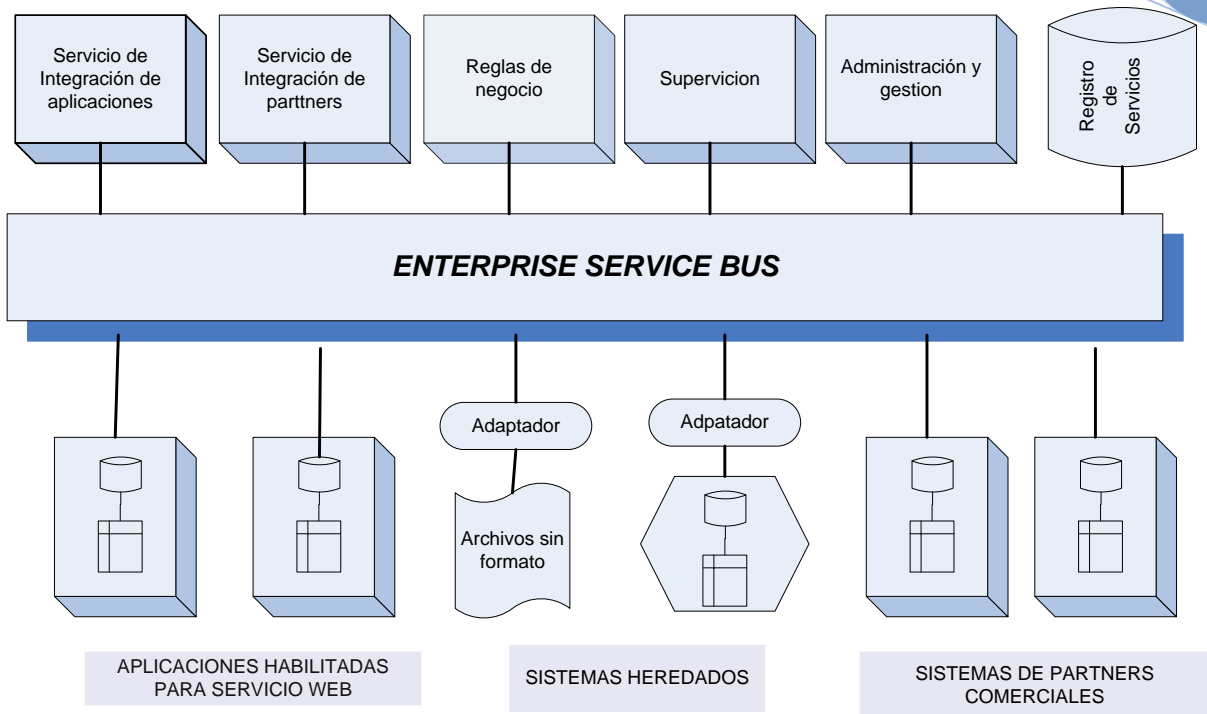 Servicio de
Integración de
aplicaciones
Servicio de
Integración de
parttners
Reglas de
negocio
Supervicion
Administración y
gestion
Registro
de
Servicios
ENTERPRISE SERVICE BUS
Adaptador
Adpatador
Archivos sin
formato
APLICACIONES HABILITADAS
PARA SERVICIO WEB
SISTEMAS HEREDADOS
SISTEMAS DE PARTNERS
COMERCIALES